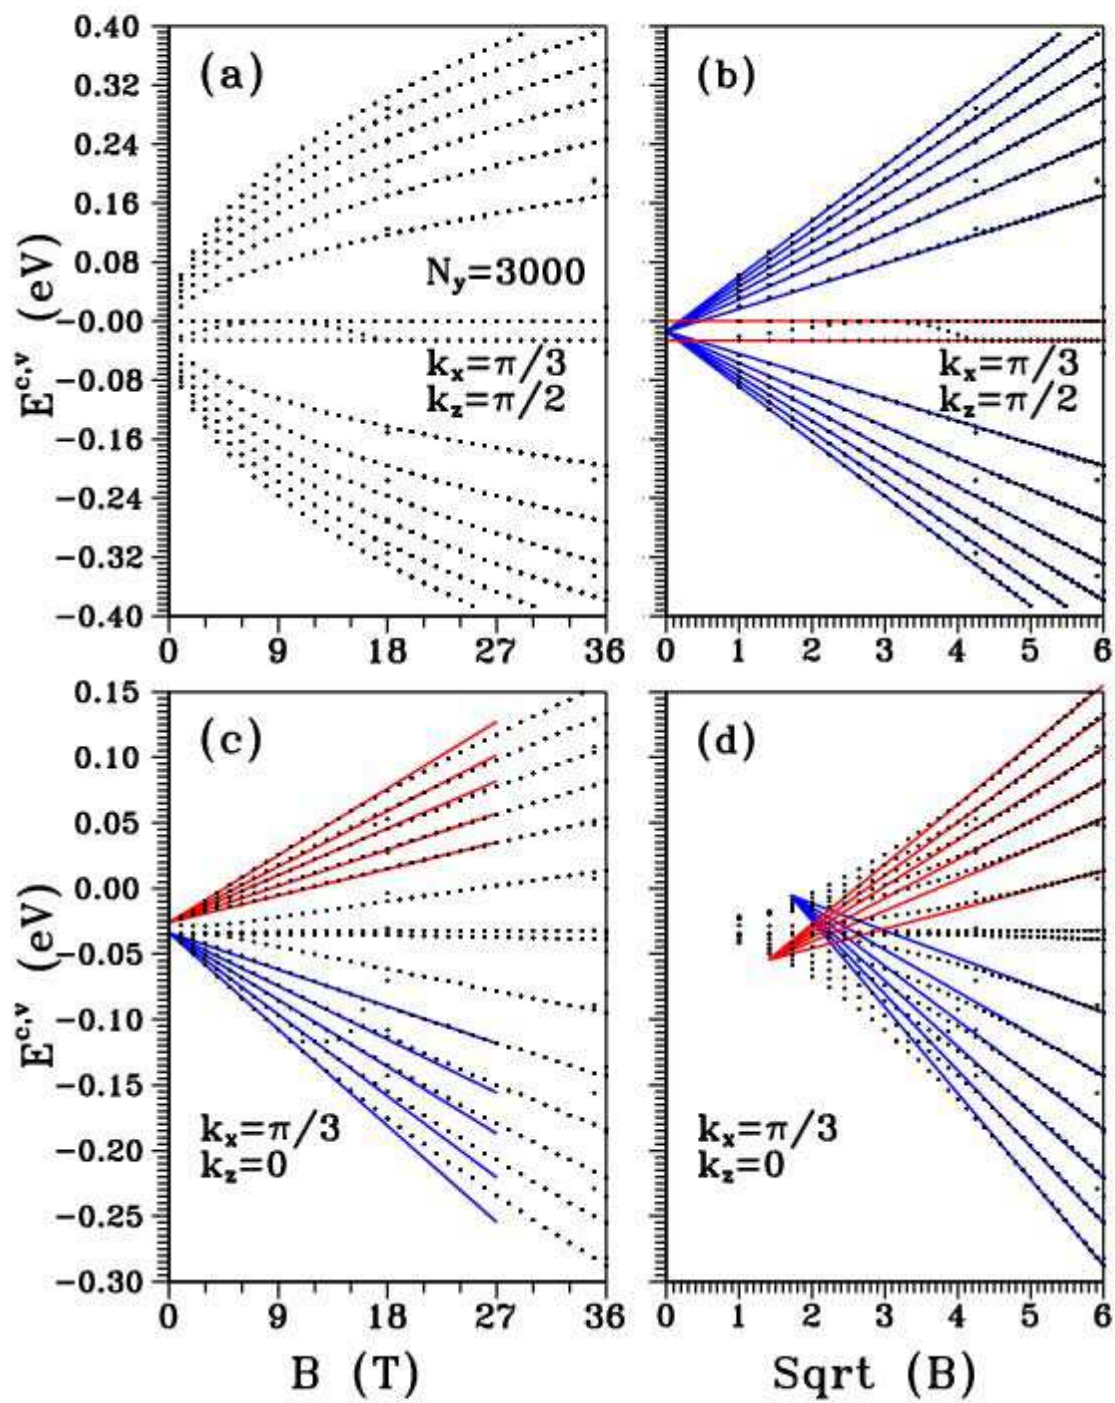 0.40
(a)
(b)
0.32
0.24
0.16
0.08
N_y=3000
−0.00
k_x=π/3
k_x=π/3
k_z=π/2
k_z=π/2
−0.08
−0.16
−0.24
−0.32
−0.40
E^c,v (eV)
0 9 18 27 36
0 1 2 3 4 5 6
0.15
(c)
(d)
0.10
0.05
0.00
−0.05
−0.10
−0.15
k_x=π/3
k_x=π/3
k_z=0
k_z=0
−0.20
−0.25
−0.30
E^c,v (eV)
0 9 18 27 36
0 1 2 3 4 5 6
B (T)
Sqrt (B)